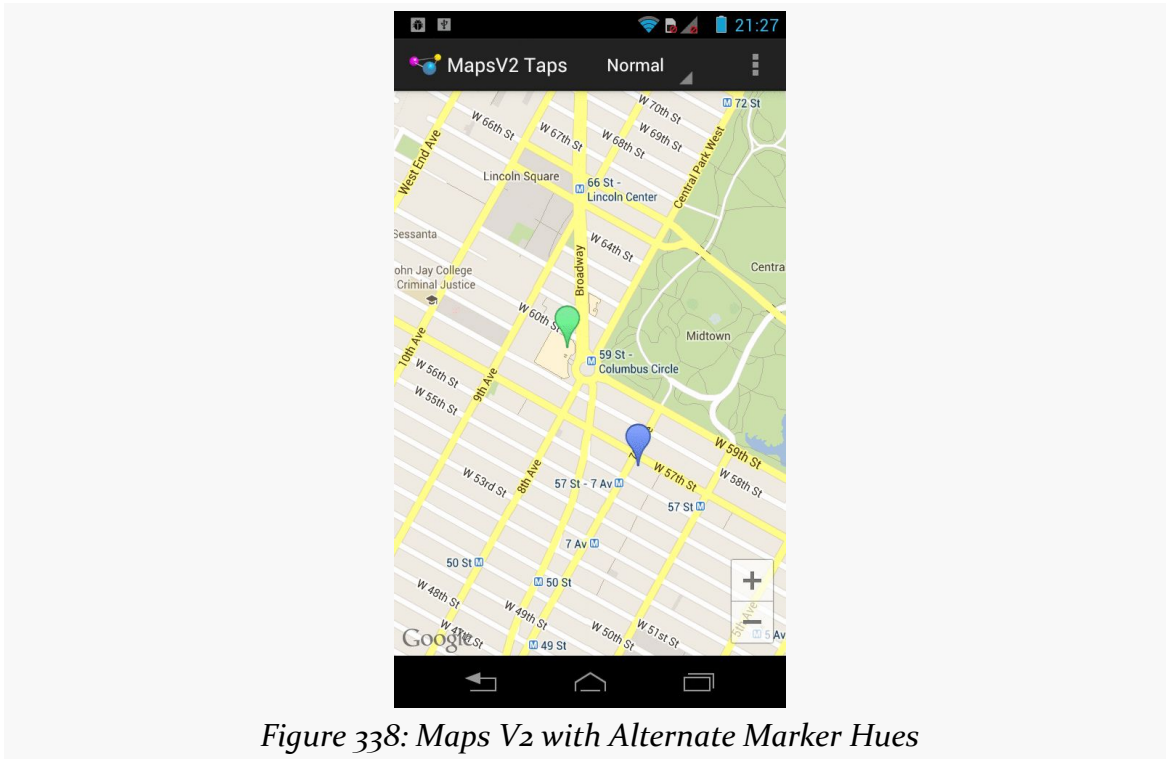 21:27
MapsV2 Taps
Normal
72 St
W 70th St
W 66th St
W 67th St
W 69th St
W 68th St
West End Ave
Central Park West
Lincoln Square
66 St -
Lincoln Center
Sessanta
W 64th St
Broadway
Centra
ohn Jay College
Criminal Justice
W 60th St
Midtown
10th Ave
59 St -
Columbus Circle
W 56th St
9th Ave
W 55th St
W 59th St
W 57th St
W 58th St
8th Ave
W 53rd St
57 St - 7 Av
57 St
7 Av
50 St
50 St
W 48th St
W 49th St
5th Ave
W 50th St
W 51st St
5 Av
Google
49 St
Figure 338: Maps V2 with Alternate Marker Hues